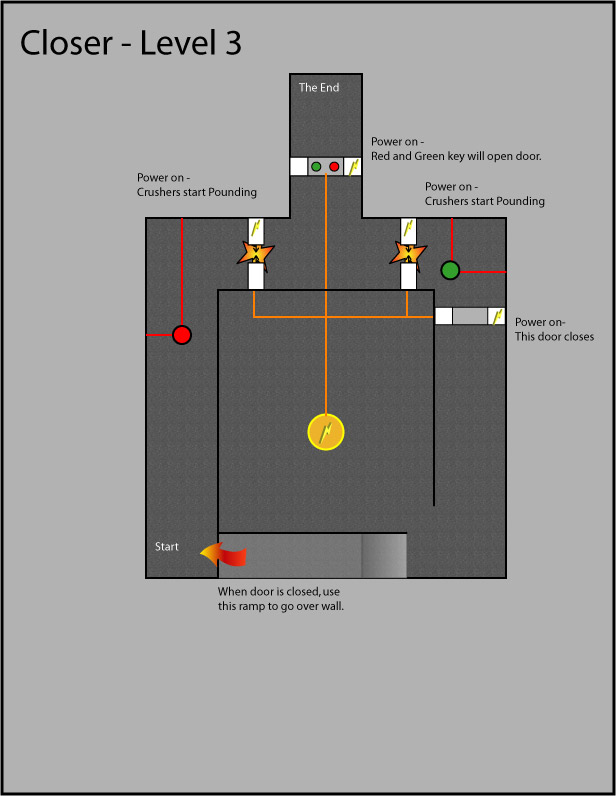 Closer - Level 3
The End
Power on -
Red and Green key will open door.
Power on -
Crushers start Pounding
Power on -
Crushers start Pounding
Power on-
This door closes
Start
When door is closed, use
this ramp to go over wall.